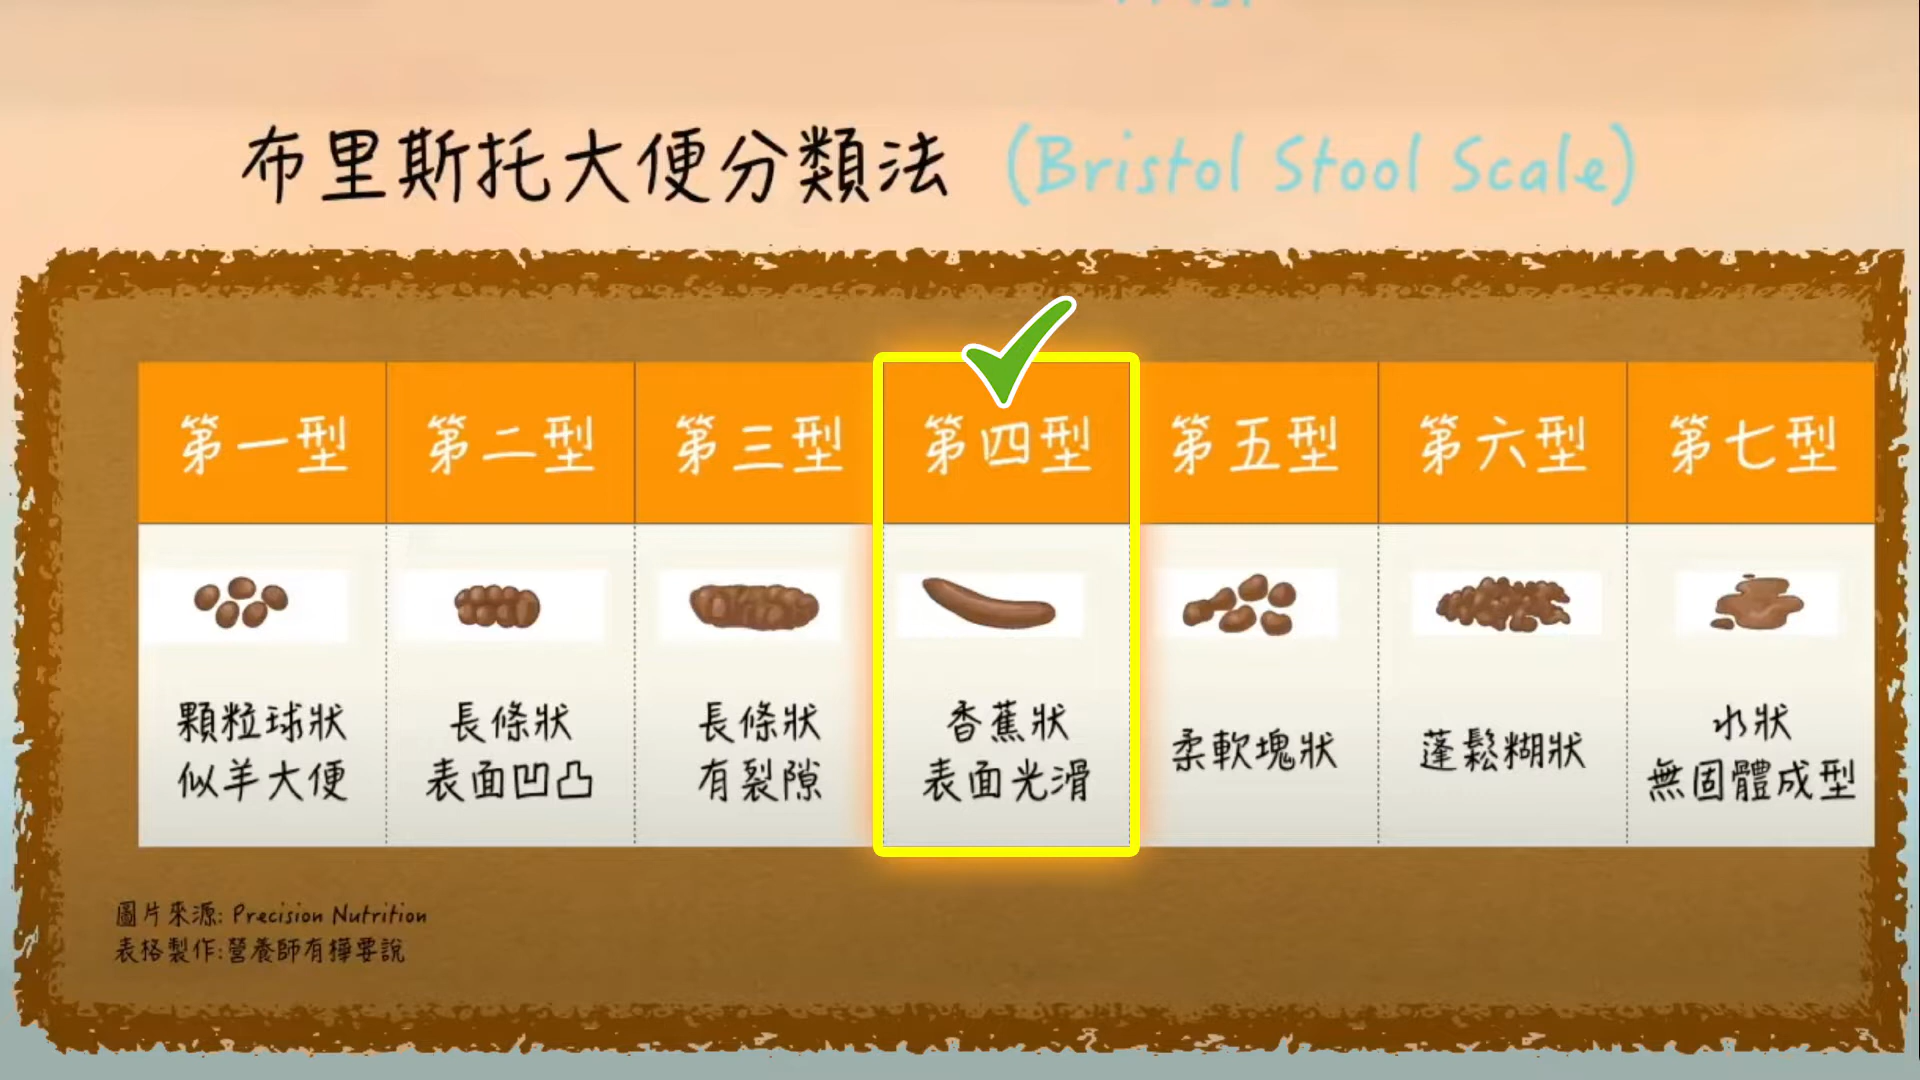 布里斯托大便分類法 (Bristol Stool Scale)
第一型 第二型 第三型 第四型 第五型 第六型 第七型
顆粒球狀
似羊大便
長條狀
表面凹凸
長條狀
有裂隙
香蕉狀
表面光滑
柔軟塊狀
蓬鬆糊狀
水狀
無固體成型
圖片來源: Precision Nutrition
表格製作:營養師有樺要說